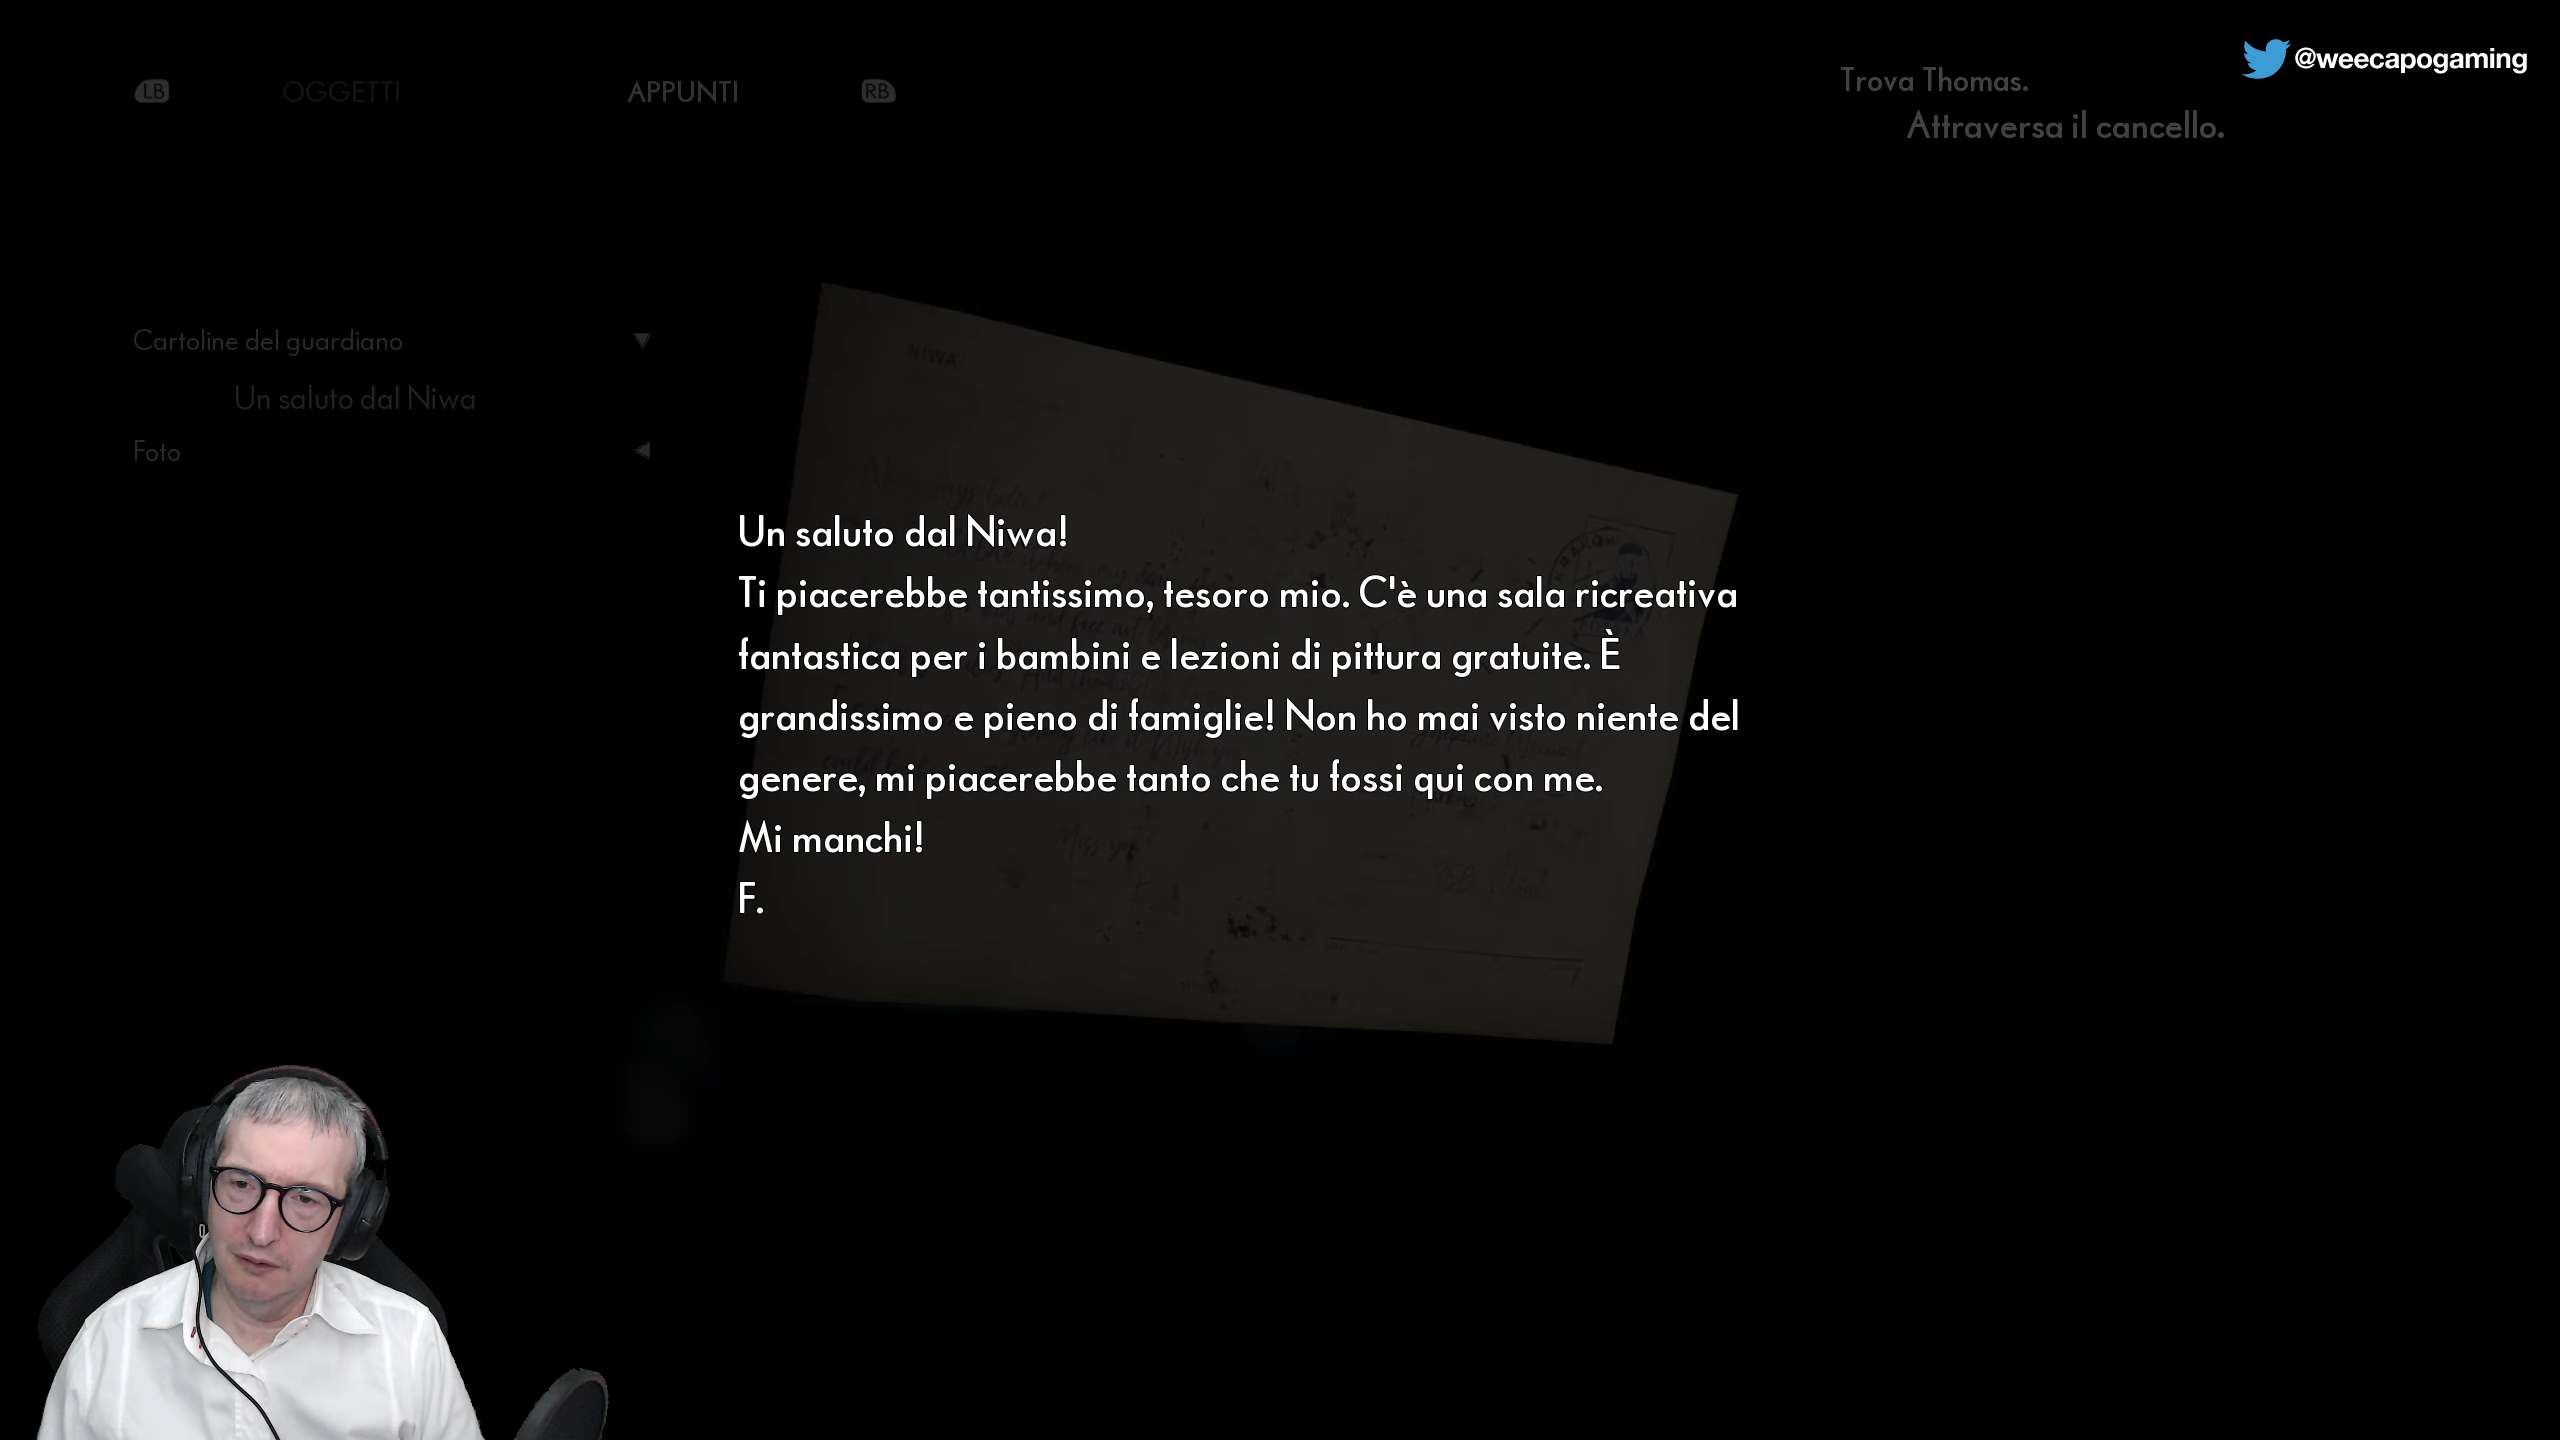 LB OGGETTI APPUNTI RB
Trova Thomas.
Attraversa il cancello.
@weecapogaming
Cartoline del guardiano
Un saluto dal Niwa
Foto
NIWA
Un saluto dal Niwa!
Ti piacerebbe tantissimo, tesoro mio. C'è una sala ricreativa
fantastica per i bambini e lezioni di pittura gratuite. È
grandissimo e pieno di famiglie! Non ho mai visto niente del
genere, mi piacerebbe tanto che tu fossi qui con me.
Mi manchi!
F.